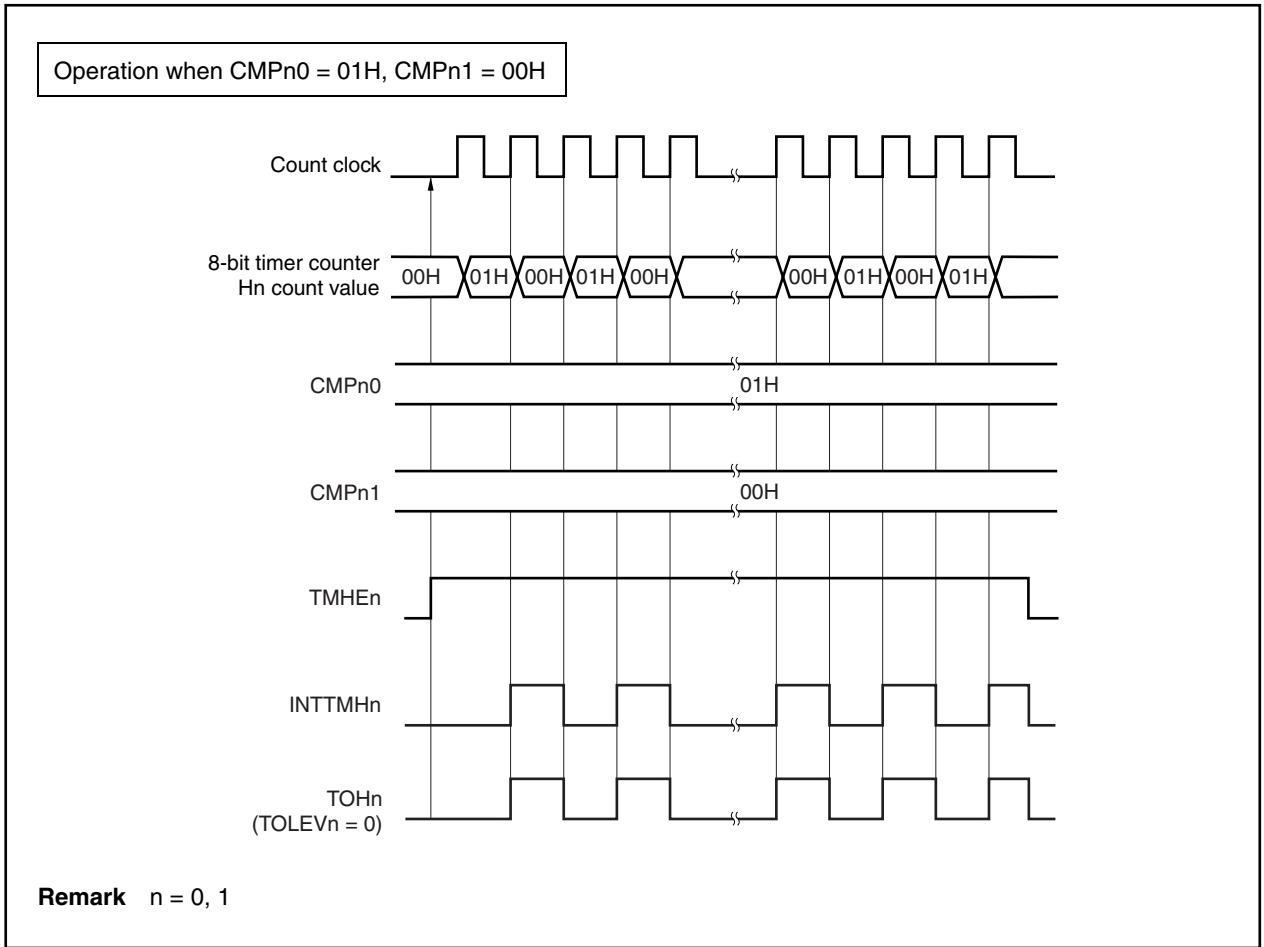 Operation when CMPn0 = 01H, CMPn1 = 00H
Count clock
8-bit timer counter
Hn count value
00H 01H 00H 01H 00H 00H 01H 00H 01H
CMPn0
01H
CMPn1
00H
TMHEn
INTTMHn
TOHn
(TOLEVn = 0)
Remark n = 0, 1